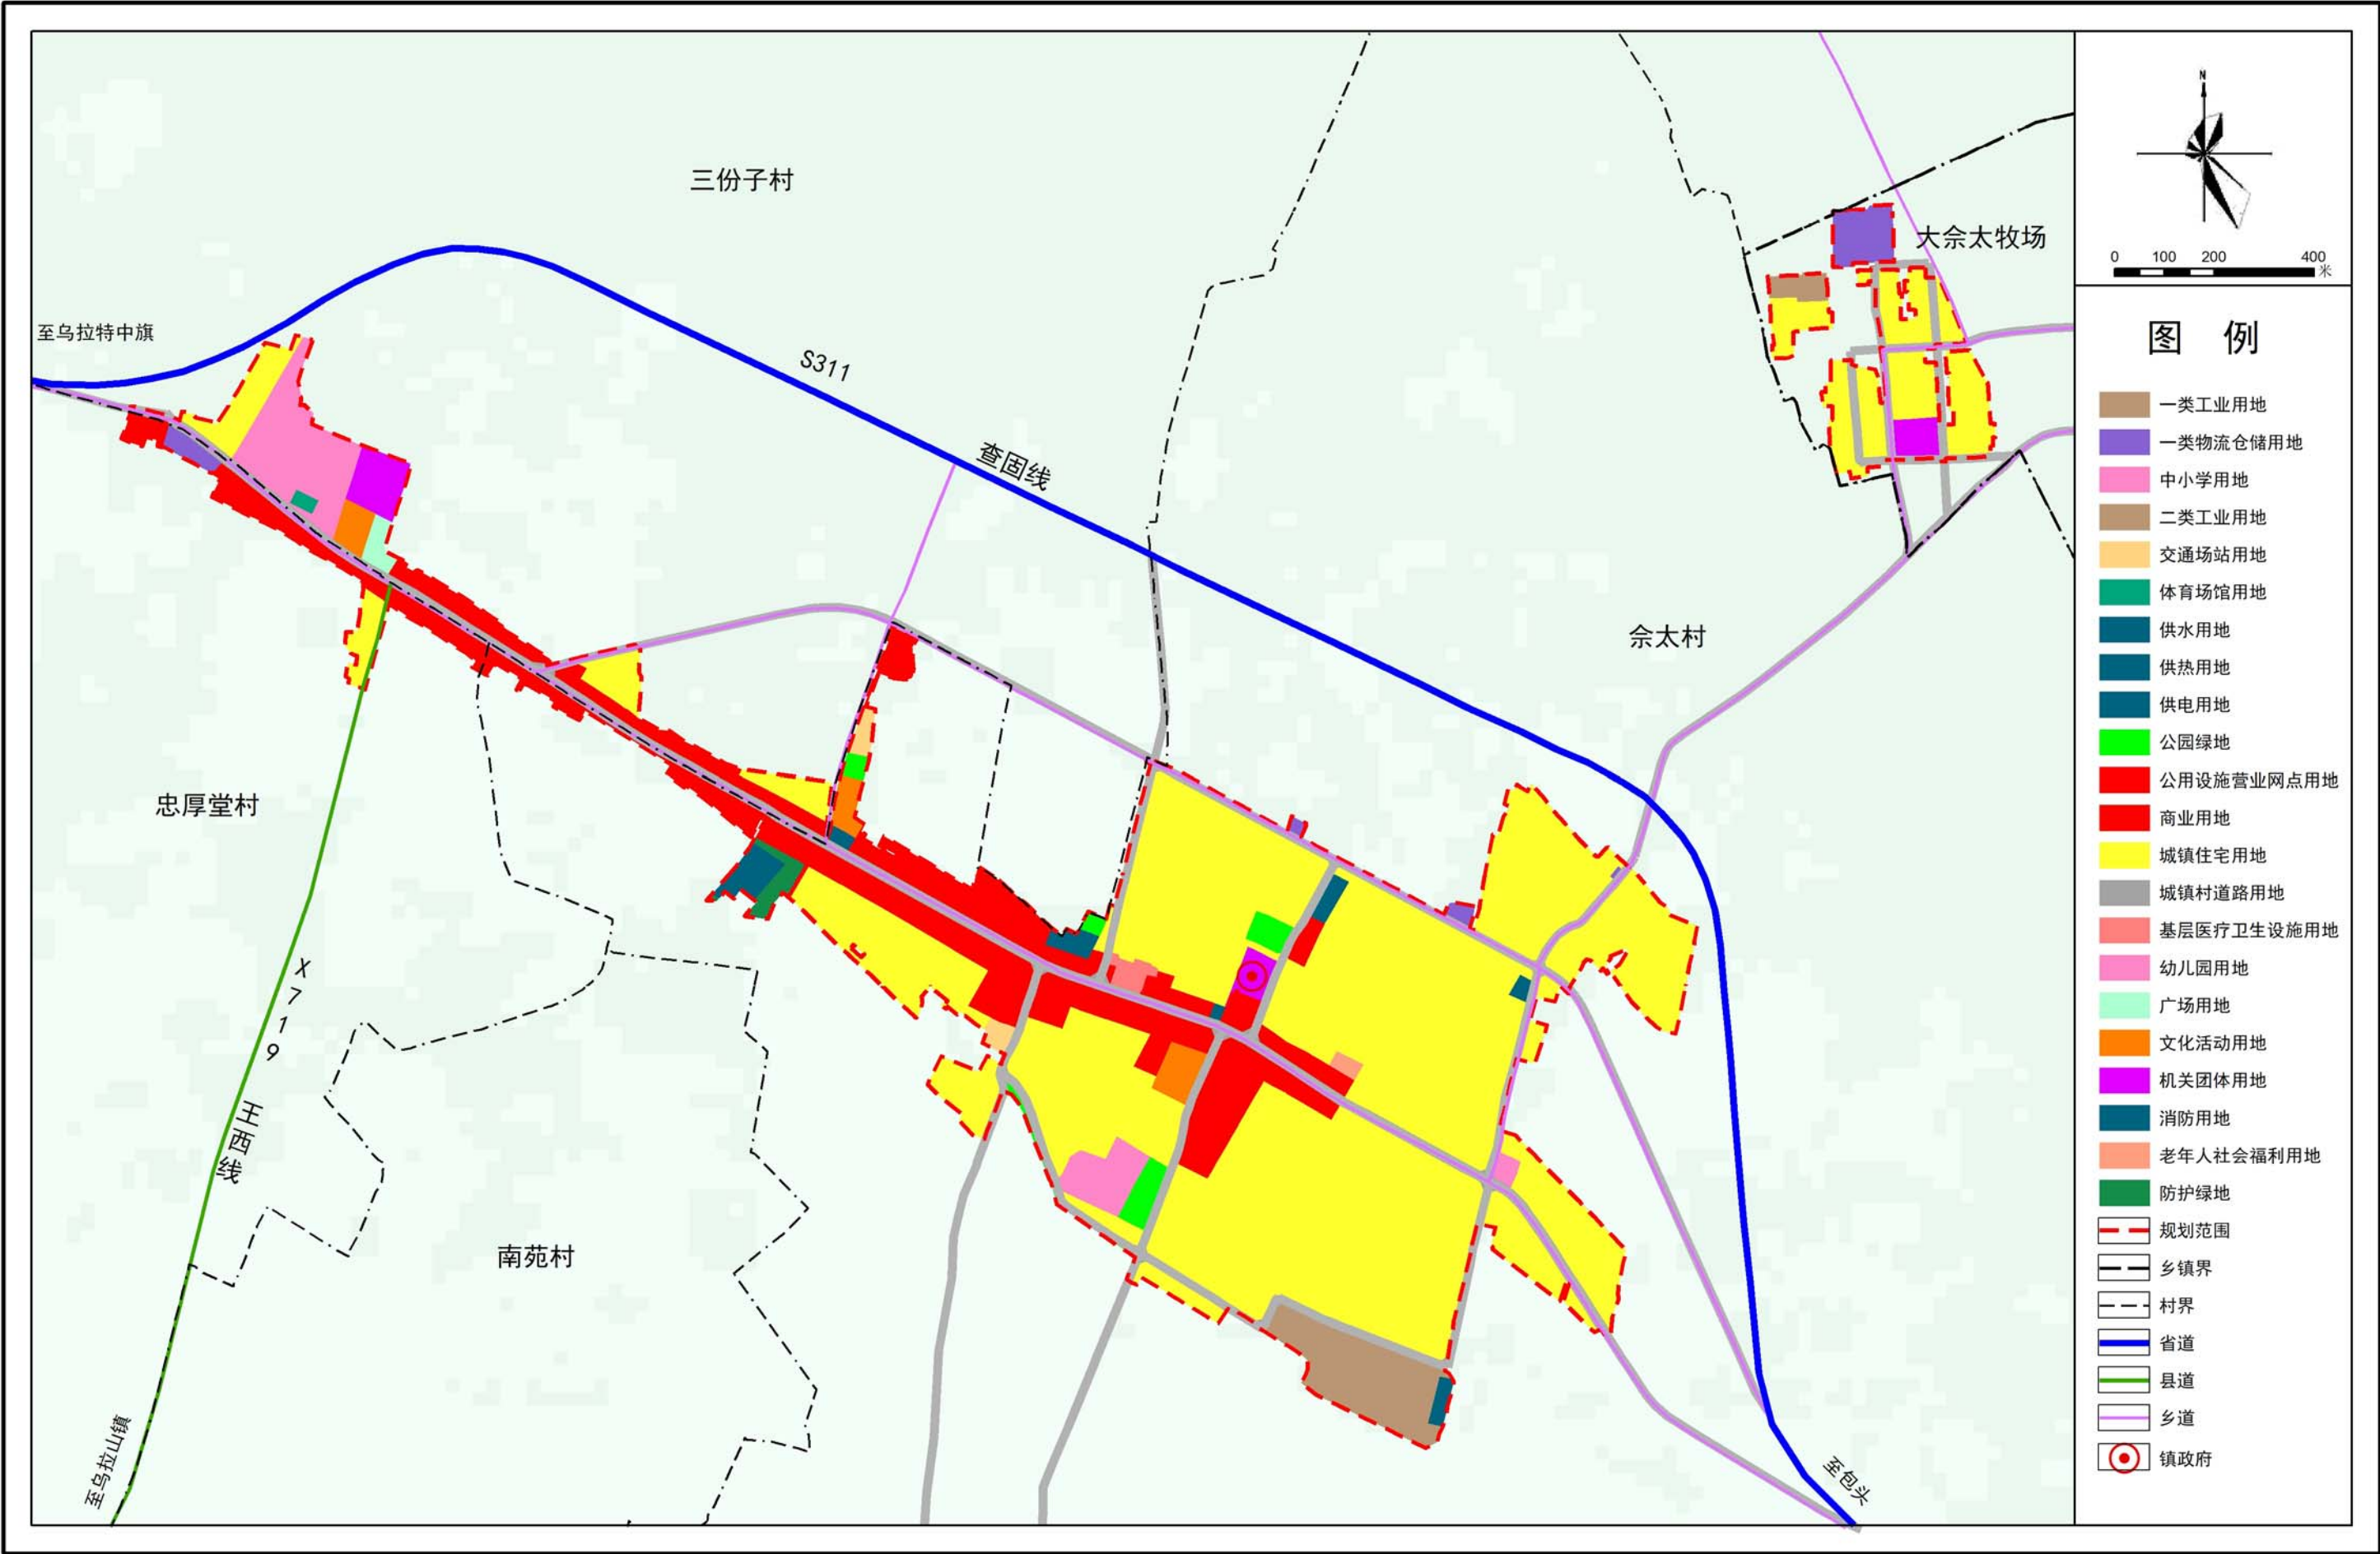 三份子村
大佘太牧场
至乌拉特中旗
S311
查固线
佘太村
忠厚堂村
X719
王西线
南苑村
至乌拉山镇
至包头
N
0 100 200 400
米
图 例
一类工业用地
一类物流仓储用地
中小学用地
二类工业用地
交通场站用地
体育场馆用地
供水用地
供热用地
供电用地
公园绿地
公用设施营业网点用地
商业用地
城镇住宅用地
城镇村道路用地
基层医疗卫生设施用地
幼儿园用地
广场用地
文化活动用地
机关团体用地
消防用地
老年人社会福利用地
防护绿地
规划范围
乡镇界
村界
省道
县道
乡道
镇政府